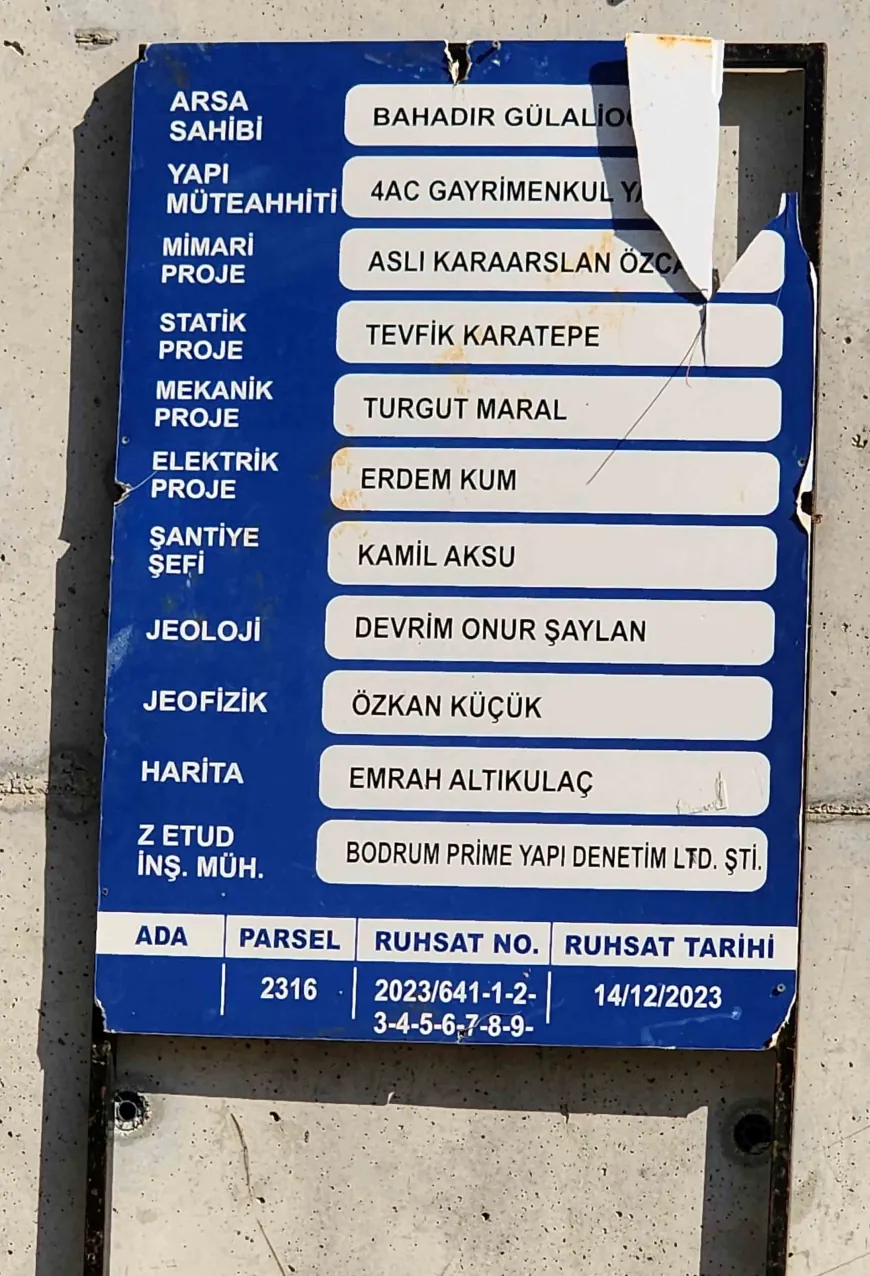 ARSA SAHİBİ BAHADIR
YAPI MÜTEAHHİTİ 4AC GAYRİMENKUL
MİMARİ PROJE ASLI KARAARSLAN
STATİK PROJE TEVFİK KARATEPE
MEKANİK PROJE TURGUT MARAL
ELEKTRİK PROJE ERDEM KUM
ŞANTİYE ŞEFİ KAMİL AKSU
JEOLOJİ DEVRİM ONUR ŞAYLAN
JEOFİZİK ÖZKAN KÜÇÜK
HARİTA EMRAH ALTIKULAÇ
Z ETUD İNŞ. MÜH. BODRUM PRİME YAPI DENETİM LTD. ŞTİ.
ADA PARSEL RUHSAT NO. RUHSAT TARİHİ
2316 2023/641-1-2- 14/12/2023
3-4-5-6-7-8-9-